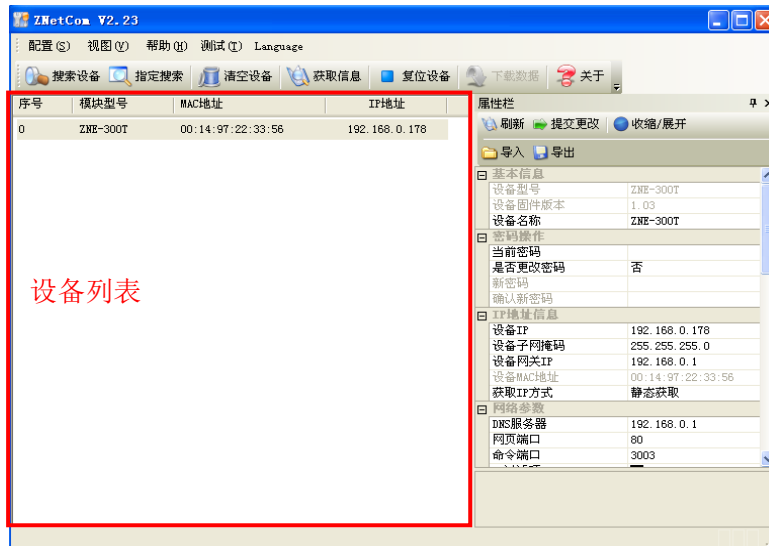 ZNetCom V2.23
配置(S) 视图(V) 帮助(H) 测试(T) Language
搜索设备 指定搜索 清空设备 获取信息 复位设备 下载数据 关于
序号 模块型号 MAC地址 IP地址
0 ZNE-300T 00:14:97:22:33:56 192.168.0.178
设备列表
属性栏
刷新 提交更改 收缩/展开
导入 导出
基本信息
设备型号 ZNE-300T
设备固件版本 1.03
设备名称 ZNE-300T
密码操作
当前密码
是否更改密码 否
新密码
确认新密码
IP地址信息
设备IP 192.168.0.178
设备子网掩码 255.255.255.0
设备网关IP 192.168.0.1
设备MAC地址 00:14:97:22:33:56
获取IP方式 静态获取
网络参数
DNS服务器 192.168.0.1
网页端口 80
命令端口 3003